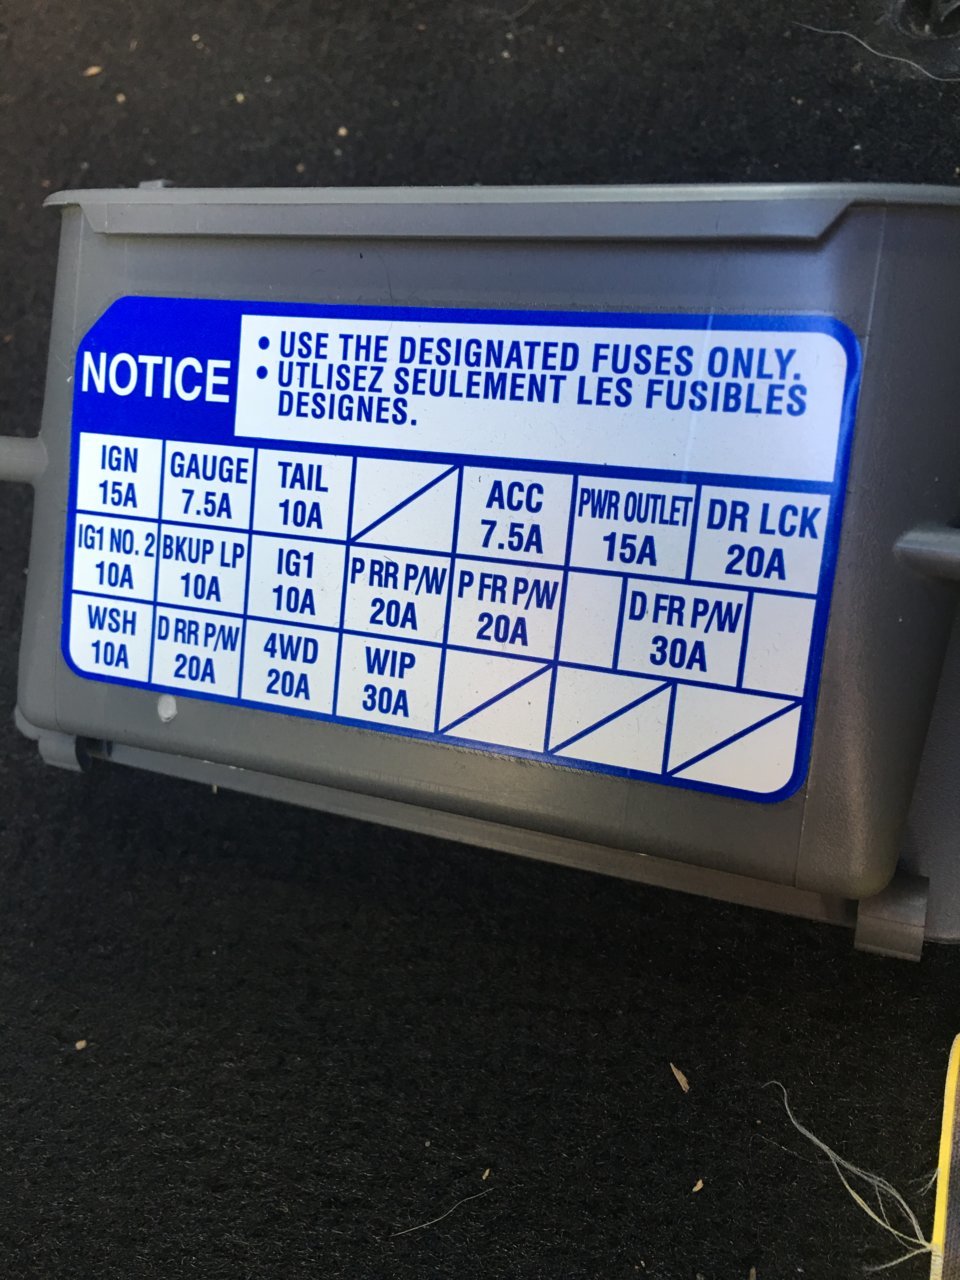 NOTICE
• USE THE DESIGNATED FUSES ONLY.
• UTLISEZ SEULEMENT LES FUSIBLES
DESIGNES.
IGN GAUGE TAIL ACC PWR OUTLET DR LCK
15A 7.5A 10A 7.5A 15A 20A
IG1 NO. 2 BKUP LP IG1 P RR P/W P FR P/W D FR P/W
10A 10A 10A 20A 20A 30A
WSH D RR P/W 4WD WIP
10A 20A 20A 30A